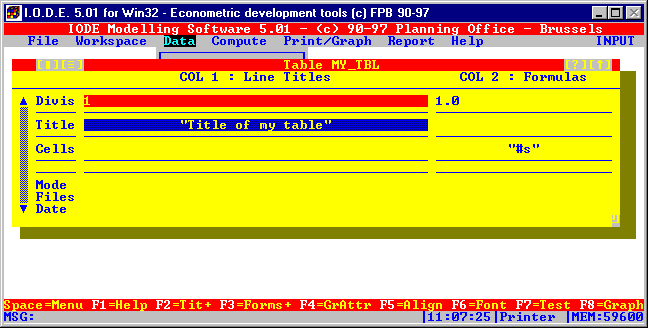 I.O.D.E. 5.01 for Win32 - Econometric development tools (c) FPB 90-97
IODE Modelling Software 5.01 - (c) 90-97 Planning Office - Brussels
File Workspace Data Compute Print/Graph Report Help INPUT
Table MY_TBL
COL 1 : Line Titles COL 2 : Formulas
Divis 1 1.0
Title "Title of my table"
Cells "#s"
Mode
Files
Date
Space=Menu F1=Help F2=Tit+ F3=Forms+ F4=GrAttr F5=Align F6=Font F7=Test F8=Graph
MSG: |11:07:25|Printer |MEM:59600